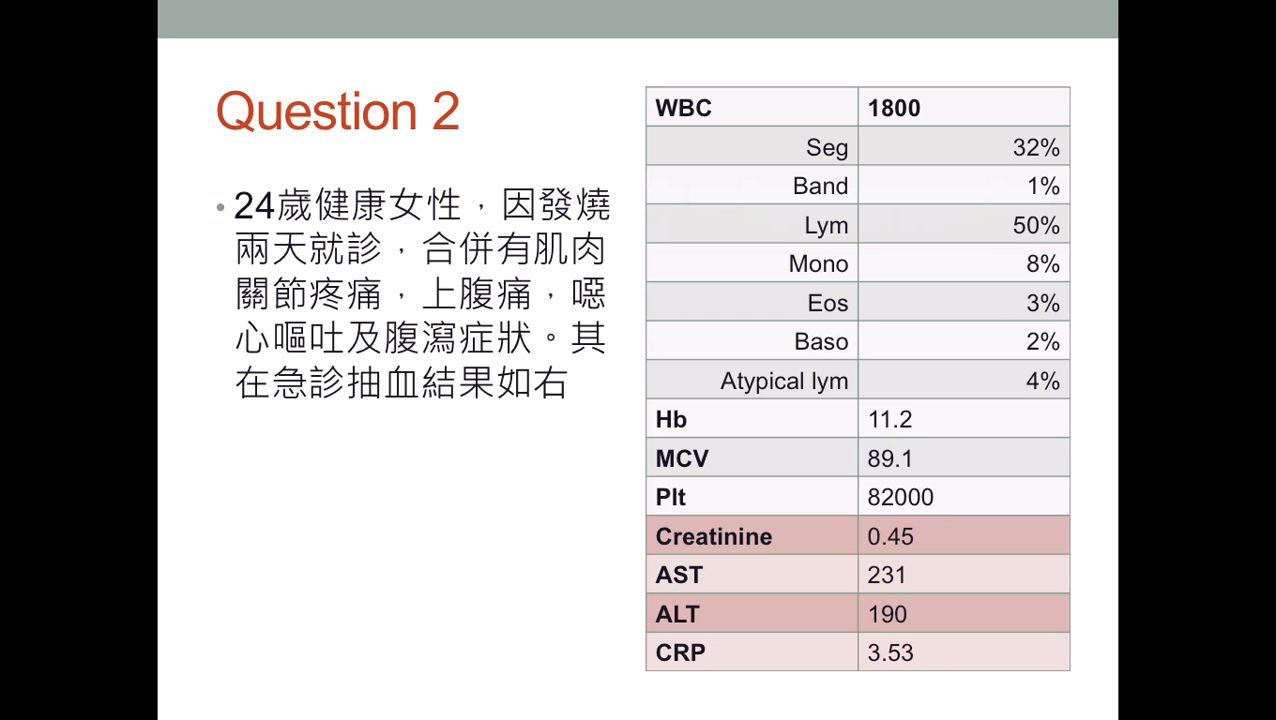 Question 2
• 24歲健康女性，因發燒
兩天就診，合併有肌肉
關節疼痛，上腹痛，噁
心嘔吐及腹瀉症狀。其
在急診抽血結果如右
WBC 1800
Seg 32%
Band 1%
Lym 50%
Mono 8%
Eos 3%
Baso 2%
Atypical lym 4%
Hb 11.2
MCV 89.1
Plt 82000
Creatinine 0.45
AST 231
ALT 190
CRP 3.53